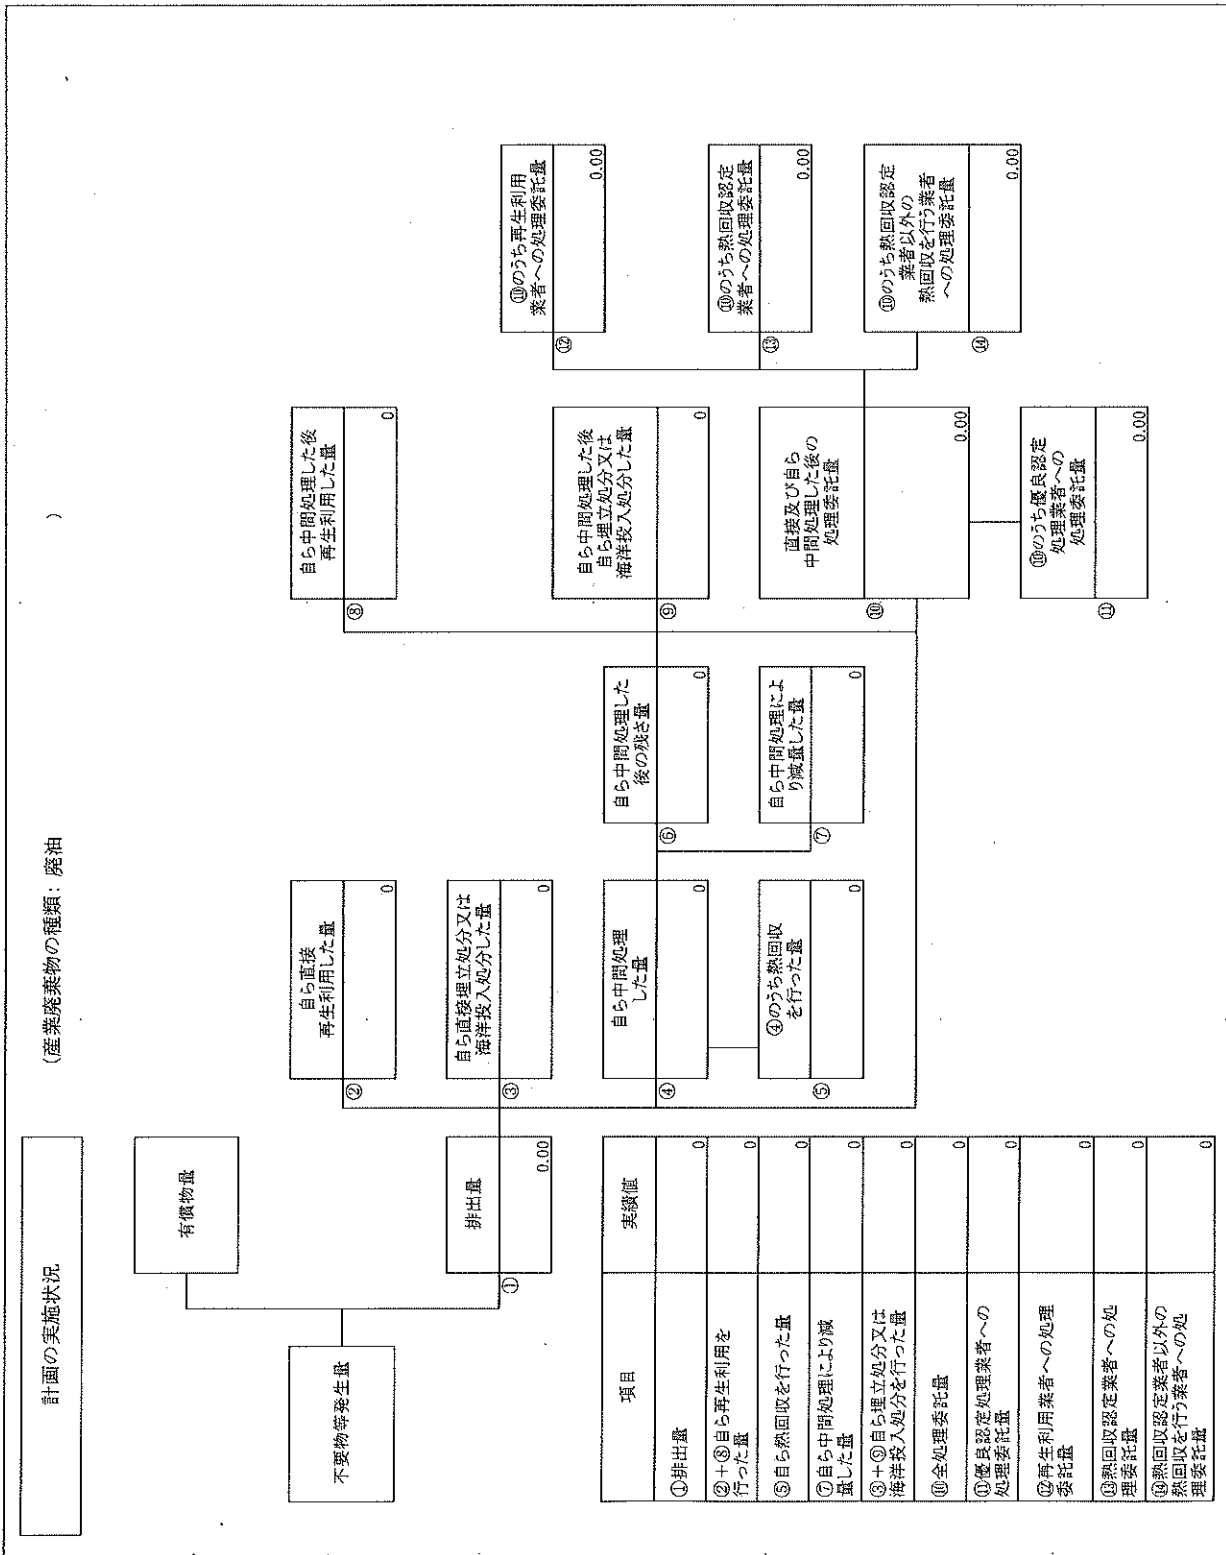 計画の実施状況
(産業廃棄物の種類：廃油　　　　　)
不要物等発生量
有償物量
①
排出量
0.00
②
自ら直接
再生利用した量
0
③
自ら直接埋立処分又は
海洋投入処分した量
0
④
自ら中間処理
した量
0
⑤
④のうち熱回収
を行った量
0
⑥
自ら中間処理した
後の残さ量
0
⑦
自ら中間処理によ
り減量した量
0
⑧
自ら中間処理した後
再生利用した量
0
⑨
自ら中間処理した後
自ら埋立処分又は
海洋投入処分した量
0
⑩
直接及び自ら
中間処理した後の
処理委託量
0.00
⑪
⑩のうち優良認定
処理業者への
処理委託量
0.00
⑫
⑩のうち再生利用
業者への処理委託量
0.00
⑬
⑩のうち熱回収認定
業者への処理委託量
0.00
⑭
⑩のうち熱回収認定
業者以外の
熱回収を行う業者
への処理委託量
0.00
項目 実績値
①排出量 0
②+⑧自ら再生利用を
行った量 0
⑤自ら熱回収を行った量 0
⑦自ら中間処理により減
量した量 0
③+⑨自ら埋立処分又は
海洋投入処分を行った量 0
⑩全処理委託量 0
⑪優良認定処理業者への
処理委託量 0
⑫再生利用業者への処理
委託量 0
⑬熱回収認定業者への処
理委託量 0
⑭熱回収認定業者以外の
熱回収を行う業者への処
理委託量 0